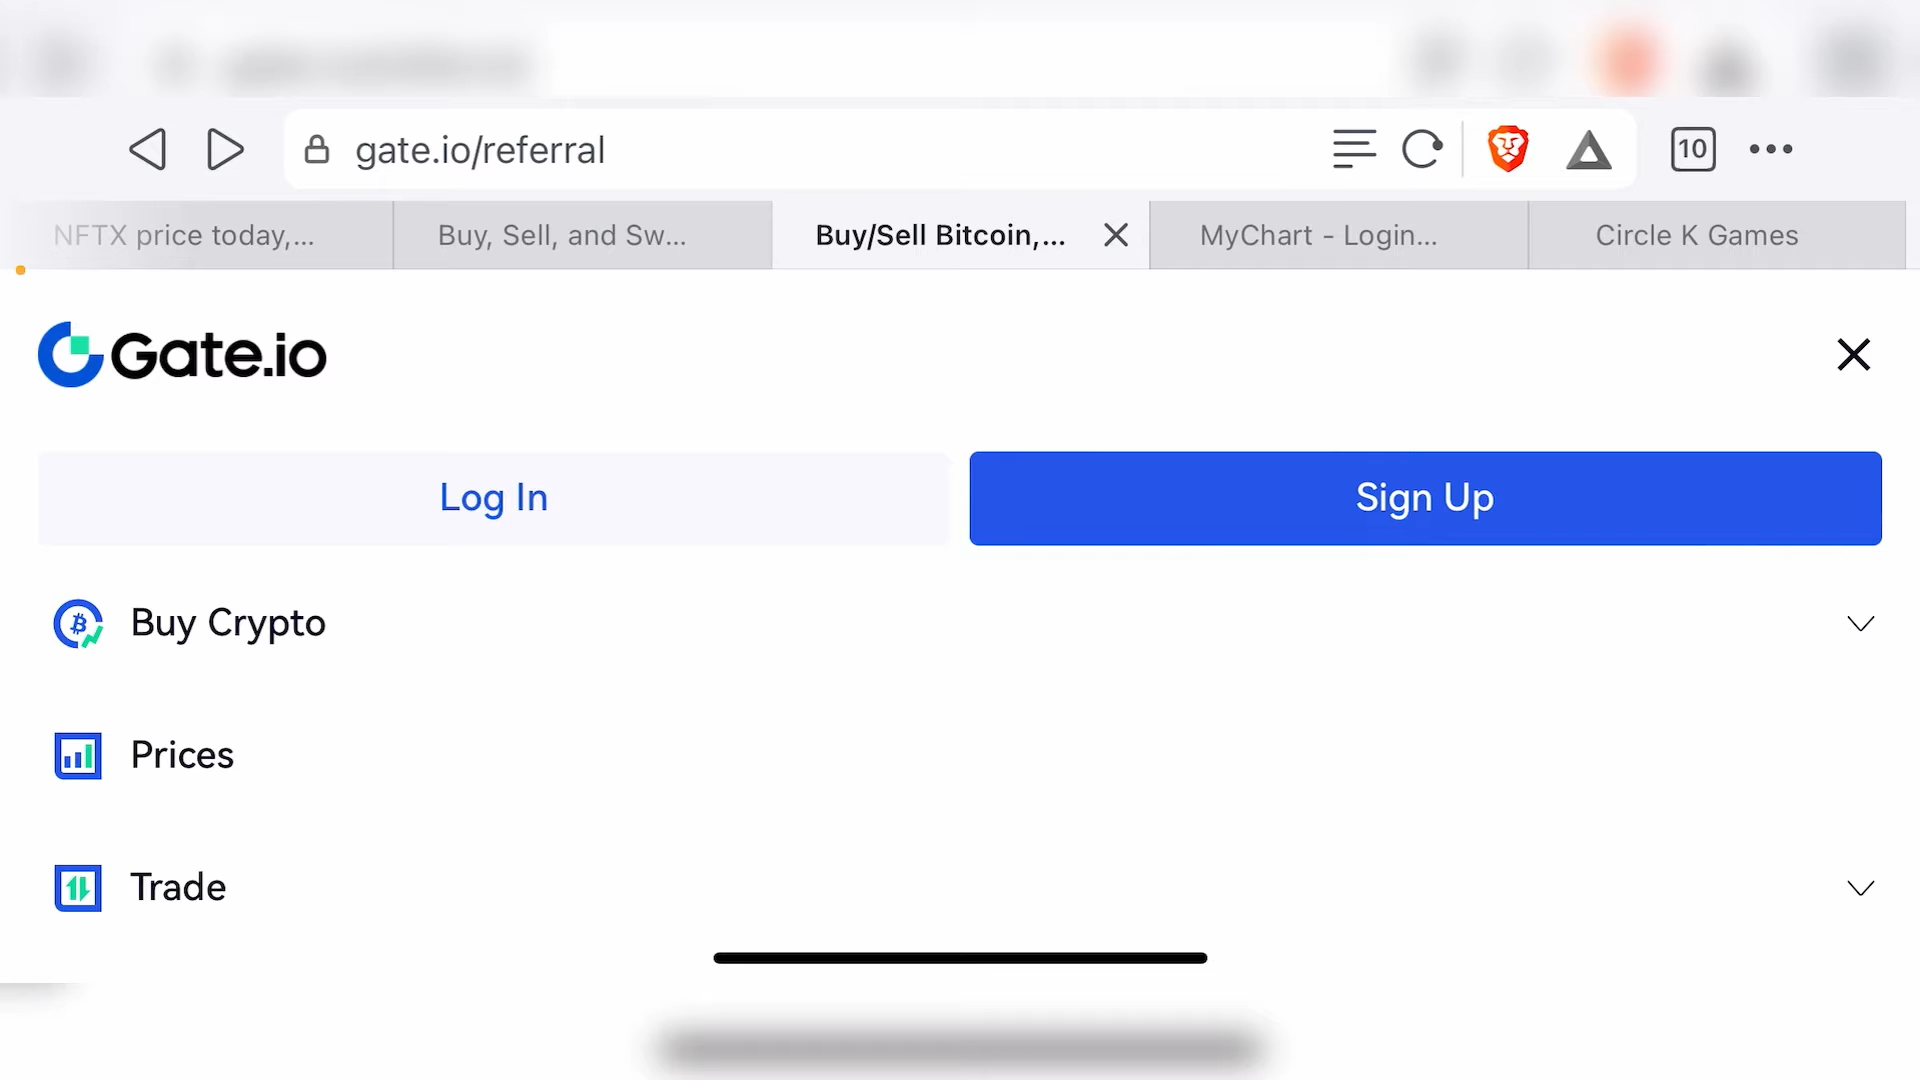 gate.io/referral
10
NFTX price today,...
Buy, Sell, and Sw...
Buy/Sell Bitcoin,...
MyChart - Login...
Circle K Games
Gate.io
Log In
Sign Up
Buy Crypto
Prices
Trade